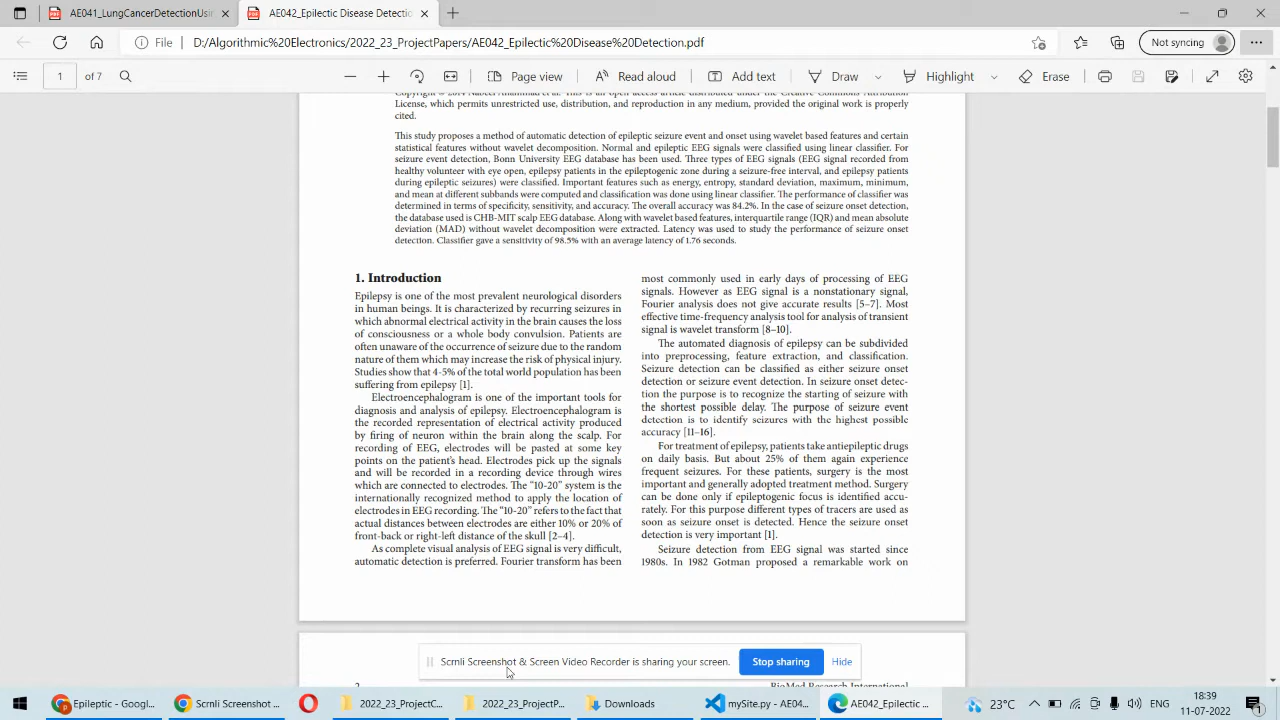 AE041_LungCancerDetectionUsin
AE042_Epilectic Disease Detectio
File
D:/Algorithmic%20Electronics/2022_23_ProjectPapers/AE042_Epilectic%20Disease%20Detection.pdf
Not syncing
1 of 7
Page view
Read aloud
Add text
Draw
Highlight
Erase
License, which permits unrestricted use, distribution, and reproduction in any medium, provided the original work is properly
cited.
This study proposes a method of automatic detection of epileptic seizure event and onset using wavelet based features and certain
statistical features without wavelet decomposition. Normal and epileptic EEG signals were classified using linear classifier. For
seizure event detection, Bonn University EEG database has been used. Three types of EEG signals (EEG signal recorded from
healthy volunteer with eye open, epilepsy patients in the epileptogenic zone during a seizure-free interval, and epilepsy patients
during epileptic seizures) were classified. Important features such as energy, entropy, standard deviation, maximum, minimum,
and mean at different subbands were computed and classification was done using linear classifier. The performance of classifier was
determined in terms of specificity, sensitivity, and accuracy. The overall accuracy was 84.2%. In the case of seizure onset detection,
the database used is CHB-MIT scalp EEG database. Along with wavelet based features, interquartile range (IQR) and mean absolute
deviation (MAD) without wavelet decomposition were extracted. Latency was used to study the performance of seizure onset
detection. Classifier gave a sensitivity of 98.5% with an average latency of 1.76 seconds.
1. Introduction
Epilepsy is one of the most prevalent neurological disorders
in human beings. It is characterized by recurring seizures in
which abnormal electrical activity in the brain causes the loss
of consciousness or a whole body convulsion. Patients are
often unaware of the occurrence of seizure due to the random
nature of them which may increase the risk of physical injury.
Studies show that 4-5% of the total world population has been
suffering from epilepsy [1].
Electroencephalogram is one of the important tools for
diagnosis and analysis of epilepsy. Electroencephalogram is
the recorded representation of electrical activity produced
by firing of neuron within the brain along the scalp. For
recording of EEG, electrodes will be pasted at some key
points on the patient's head. Electrodes pick up the signals
and will be recorded in a recording device through wires
which are connected to electrodes. The "10-20" system is the
internationally recognized method to apply the location of
electrodes in EEG recording. The "10-20" refers to the fact that
actual distances between electrodes are either 10% or 20% of
front-back or right-left distance of the skull [2–4].
As complete visual analysis of EEG signal is very difficult,
automatic detection is preferred. Fourier transform has been
most commonly used in early days of processing of EEG
signals. However as EEG signal is a nonstationary signal,
Fourier analysis does not give accurate results [5–7]. Most
effective time-frequency analysis tool for analysis of transient
signal is wavelet transform [8–10].
The automated diagnosis of epilepsy can be subdivided
into preprocessing, feature extraction, and classification.
Seizure detection can be classified as either seizure onset
detection or seizure event detection. In seizure onset detec-
tion the purpose is to recognize the starting of seizure with
the shortest possible delay. The purpose of seizure event
detection is to identify seizures with the highest possible
accuracy [11–16].
For treatment of epilepsy, patients take antiepileptic drugs
on daily basis. But about 25% of them again experience
frequent seizures. For these patients, surgery is the most
important and generally adopted treatment method. Surgery
can be done only if epileptogenic focus is identified accu-
rately. For this purpose different types of tracers are used as
soon as seizure onset is detected. Hence the seizure onset
detection is very important [1].
Seizure detection from EEG signal was started since
1980s. In 1982 Gotman proposed a remarkable work on
Scrnli Screenshot & Screen Video Recorder is sharing your screen.
Stop sharing
Hide
2
BioMed Research International
Epileptic - Googl...
Scrnli Screenshot ...
2022_23_ProjectC...
2022_23_Project...
Downloads
mySite.py - AE04...
AE042_Epilectic ...
23°C
ENG
18:39
11-07-2022